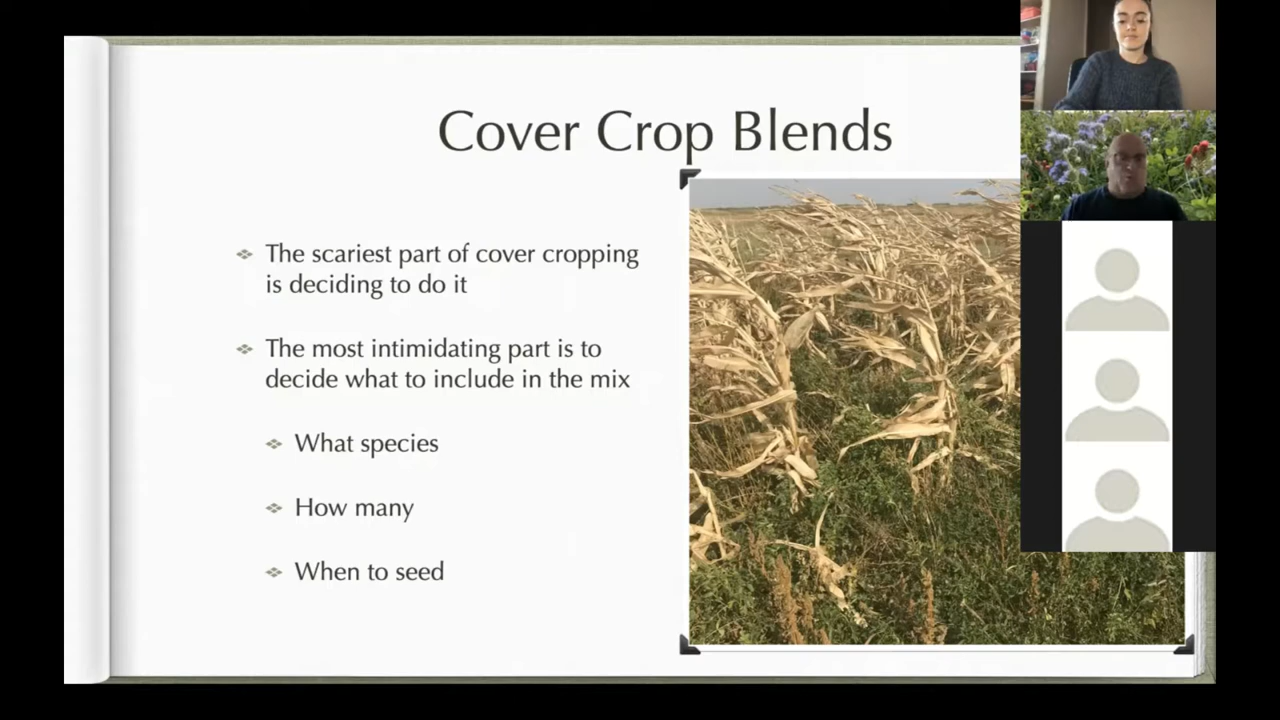 Cover Crop Blends
The scariest part of cover cropping
is deciding to do it
The most intimidating part is to
decide what to include in the mix
What species
How many
When to seed